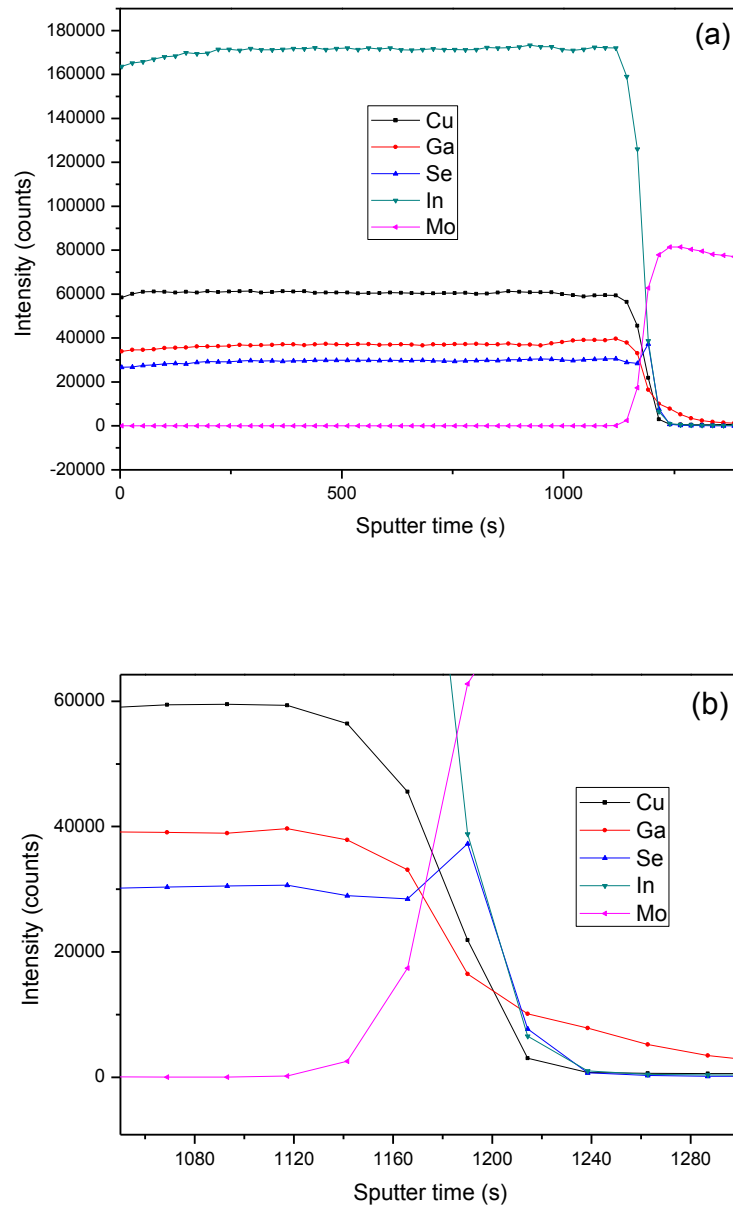 (a)
180000
160000
140000
120000
100000
80000
60000
40000
20000
0
-20000
Intensity (counts)
Cu
Ga
Se
In
Mo
0
500
1000
Sputter time (s)
(b)
60000
40000
20000
0
Intensity (counts)
Cu
Ga
Se
In
Mo
1080
1120
1160
1200
1240
1280
Sputter time (s)